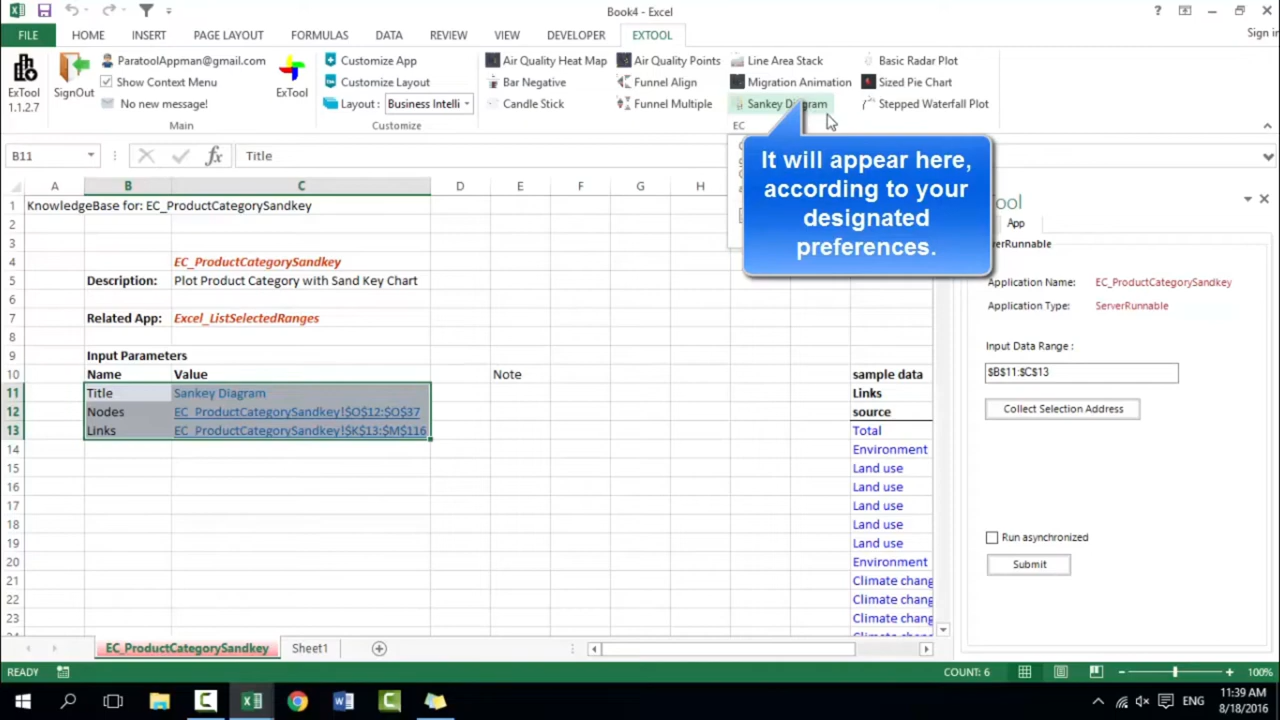 Book4 - Excel
?
FILE HOME INSERT PAGE LAYOUT FORMULAS DATA REVIEW VIEW DEVELOPER EXTOOL Sign in
ParatoolAppman@gmail.com Customize App Air Quality Heat Map Air Quality Points Line Area Stack Basic Radar Plot
ExTool 1.1.2.7 SignOut Show Context Menu ExTool Customize Layout Bar Negative Funnel Align Migration Animation Sized Pie Chart
No new message! Layout : Business Intelli Candle Stick Funnel Multiple Sankey Diagram Stepped Waterfall Plot
Main Customize EC
It will appear here,
according to your
designated
preferences.
B11 fx Title
A B C D E F G H
1 KnowledgeBase for: EC_ProductCategorySandkey
2
3
4 EC_ProductCategorySandkey
5 Description: Plot Product Category with Sand Key Chart
6
7 Related App: Excel_ListSelectedRanges
8
9 Input Parameters
10 Name Value Note sample data
11 Title Sankey Diagram Links
12 Nodes EC_ProductCategorySandkey!$O$12:$O$37 source
13 Links EC_ProductCategorySandkey!$K$13:$M$116 Total
14 Environment
15 Land use
16 Land use
17 Land use
18 Land use
19 Land use
20 Environment
21 Climate chang
22 Climate chang
23 Climate chang
ool
App
rverRunnable
Application Name: EC_ProductCategorySandkey
Application Type: ServerRunnable
Input Data Range :
$B$11:$C$13
Collect Selection Address
Run asynchronized
Submit
EC_ProductCategorySandkey Sheet1
READY COUNT: 6 100%
ENG 11:39 AM
8/18/2016